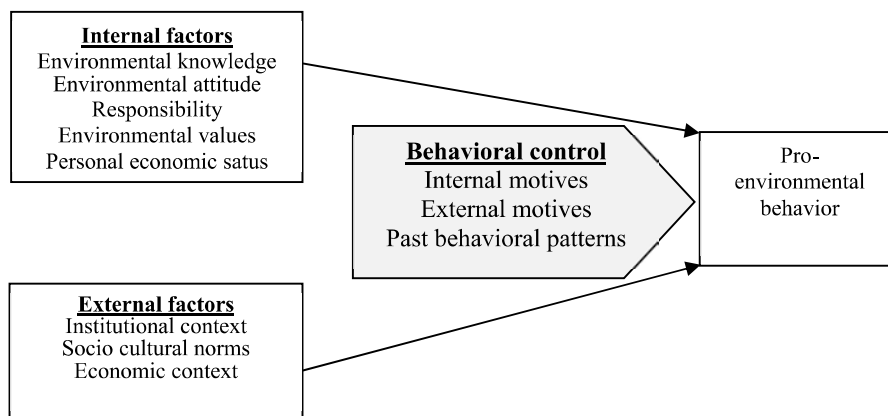 Internal factors
Environmental knowledge
Environmental attitude
Responsibility
Environmental values
Personal economic satus
Behavioral control
Internal motives
External motives
Past behavioral patterns
Pro-
environmental
behavior
External factors
Institutional context
Socio cultural norms
Economic context